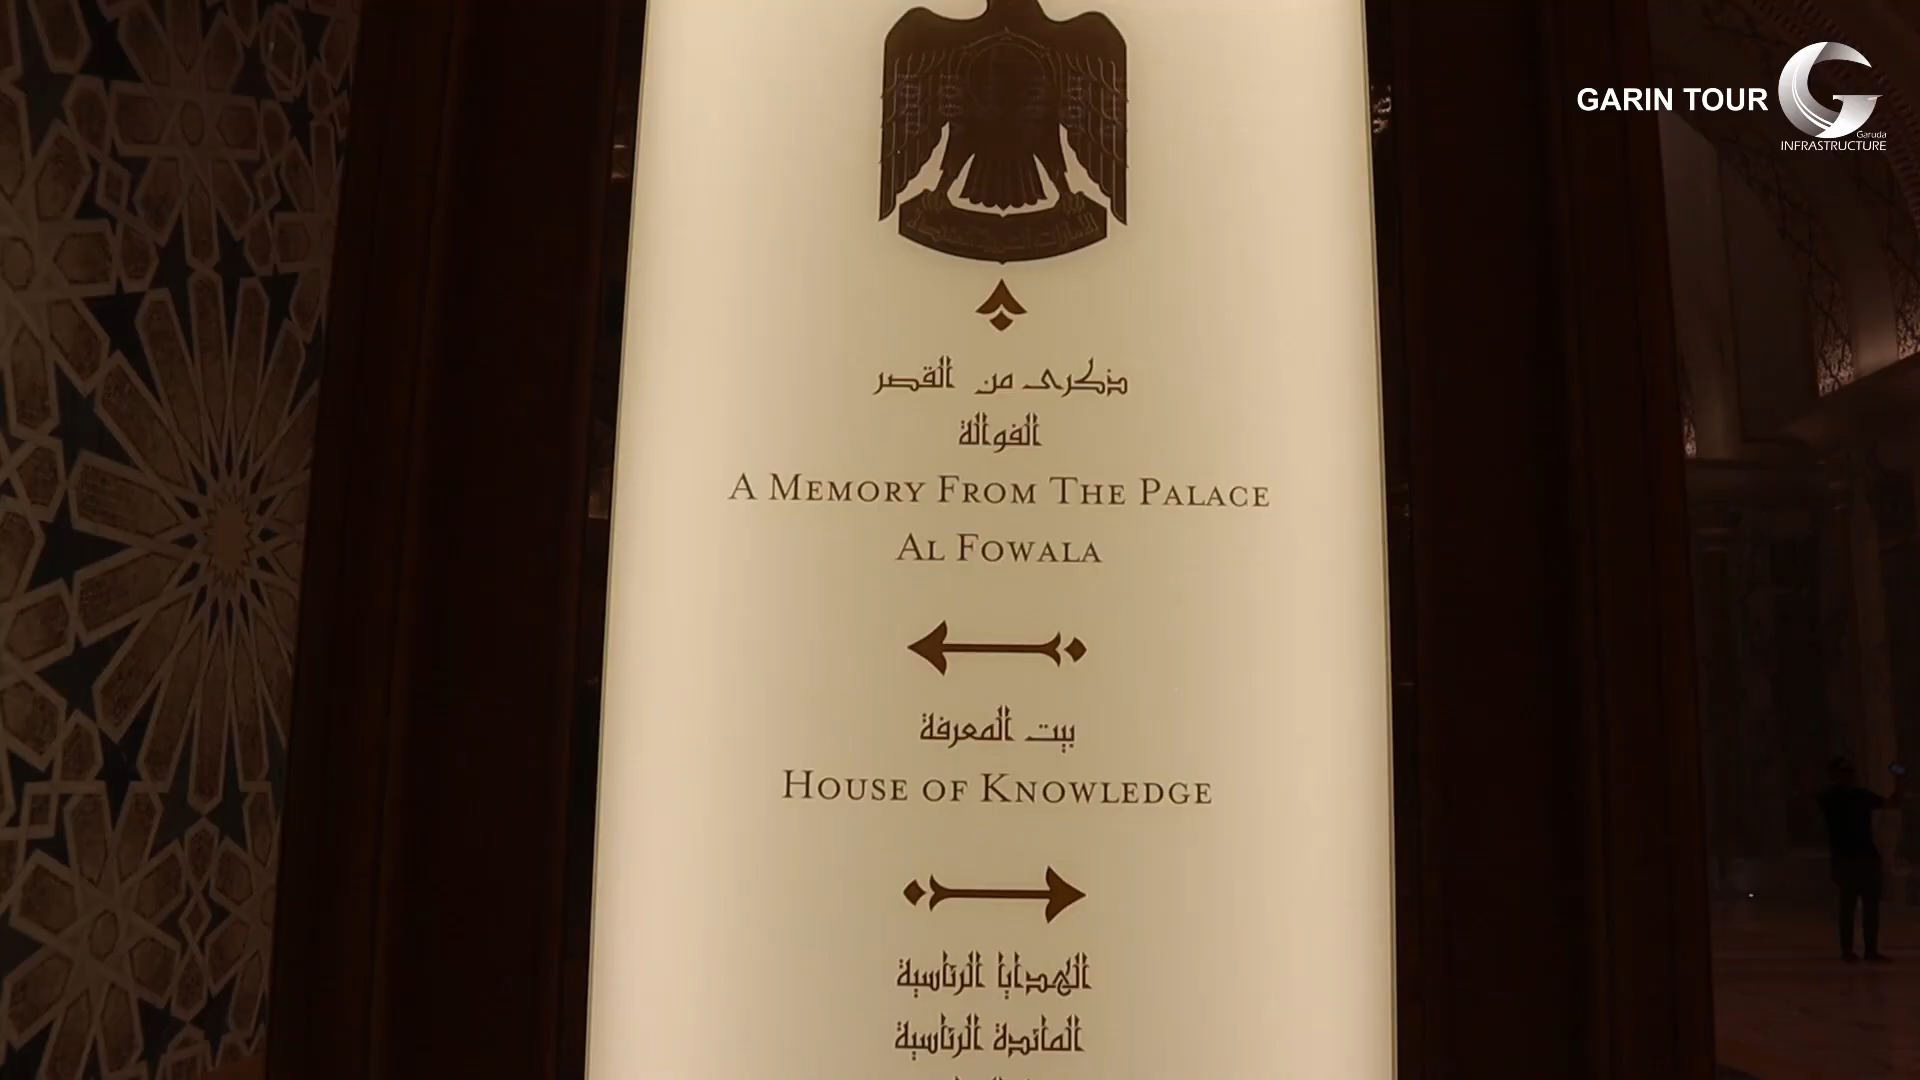 GARIN TOUR
Garuda
INFRASTRUCTURE
ذكرى من القصر
الفوالة
A MEMORY FROM THE PALACE
AL FOWALA
بيت المعرفة
HOUSE OF KNOWLEDGE
الهدايا الرئاسية
المائدة الرئاسية